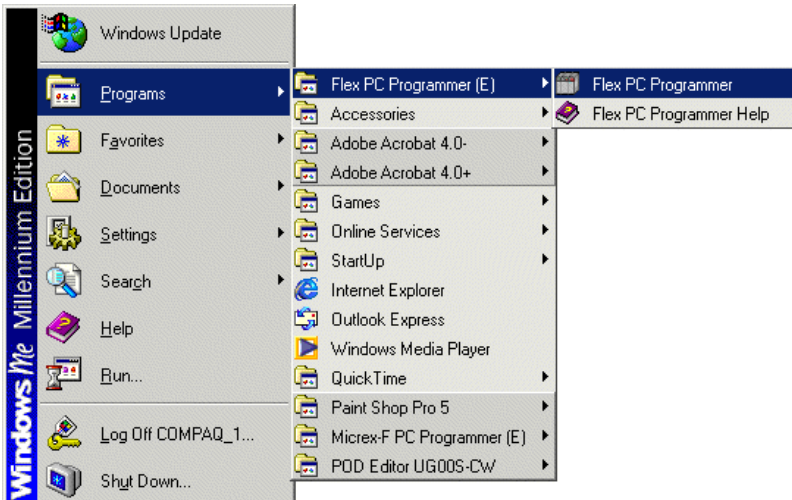 Windows Me Millennium Edition
Windows Update
Programs
Favorites
Documents
Settings
Search
Help
Run...
Log Off COMPAQ_1...
Shut Down...
Flex PC Programmer (E)
Accessories
Adobe Acrobat 4.0-
Adobe Acrobat 4.0+
Games
Online Services
StartUp
Internet Explorer
Outlook Express
Windows Media Player
QuickTime
Paint Shop Pro 5
Micrex-F PC Programmer (E)
POD Editor UG00S-CW
Flex PC Programmer
Flex PC Programmer Help